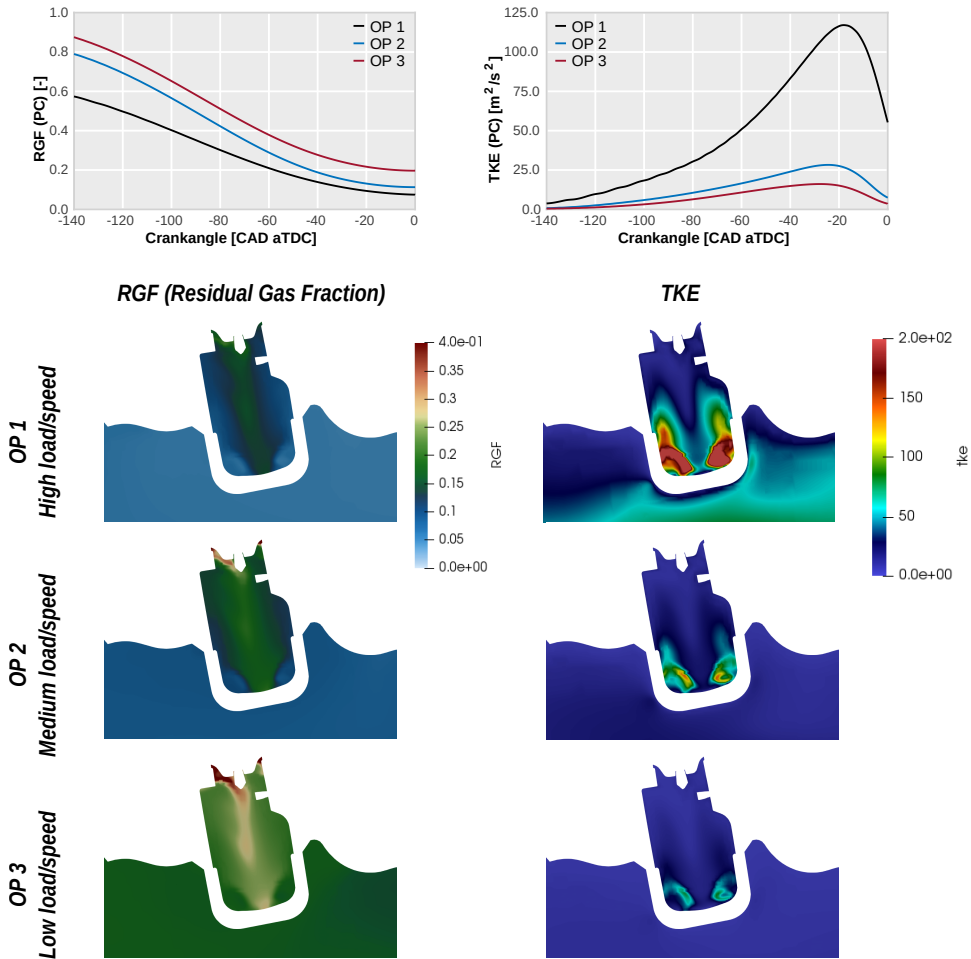 1.0
0.8
0.6
0.4
0.2
0.0
RGF (PC) [-]
OP 1
OP 2
OP 3
-140
-120
-100
-80
-60
-40
-20
0
Crankangle [CAD aTDC]
125.0
100.0
75.0
50.0
25.0
0.0
TKE (PC) [m²/s²]
OP 1
OP 2
OP 3
-140
-120
-100
-80
-60
-40
-20
0
Crankangle [CAD aTDC]
RGF (Residual Gas Fraction)
TKE
OP 1
High load/speed
4.0e-01
0.35
0.3
0.25
0.2
0.15
0.1
0.05
0.0e+00
RGF
2.0e+02
150
100
50
0.0e+00
tke
OP 2
Medium load/speed
OP 3
Low load/speed